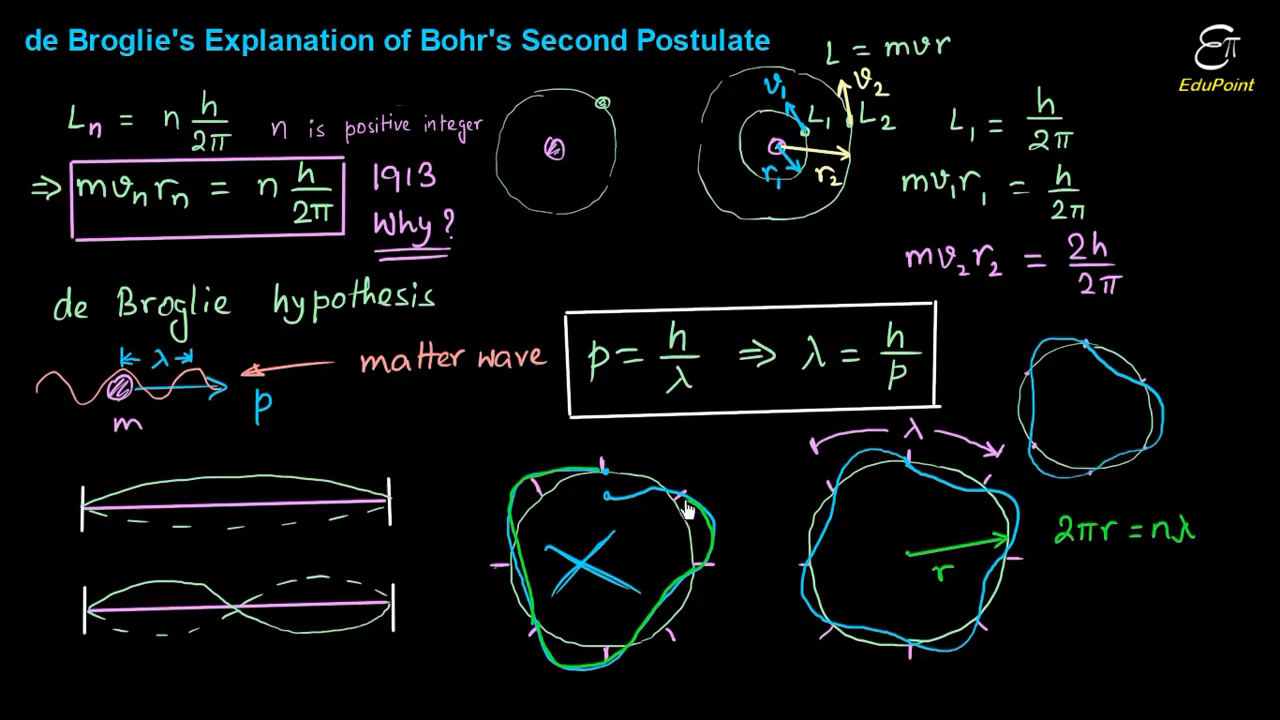 de Broglie's Explanation of Bohr's Second Postulate
επ
EduPoint
L = mvr
Lₙ = n h/2π n is positive integer
⇒ mvₙrₙ = n h/2π
1913
Why?
v₁
v₂
L₁
L₂
r₁
r₂
L₁ = h/2π
mv₁r₁ = h/2π
mv₂r₂ = 2h/2π
de Broglie hypothesis
λ
matter wave
p
m
p = h/λ ⇒ λ = h/p
λ
r
2πr = nλ